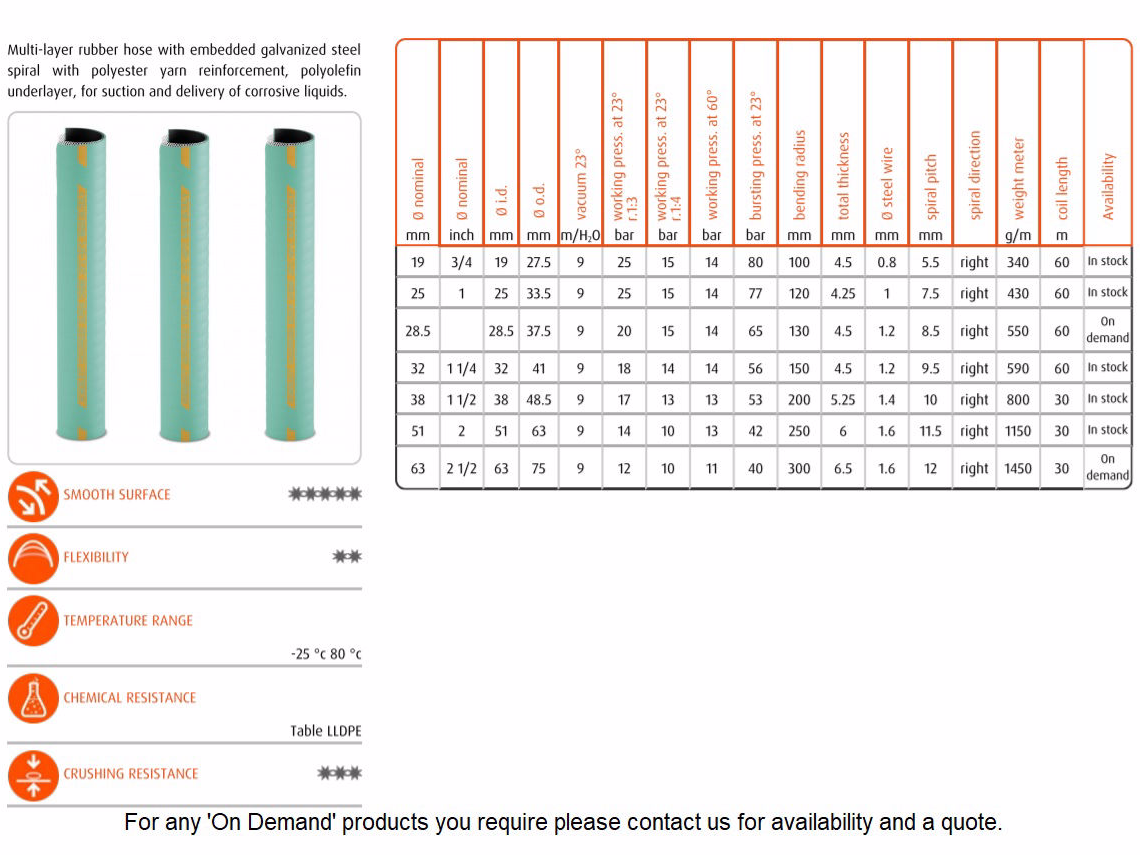 Multi-layer rubber hose with embedded galvanized steel
spiral with polyester yarn reinforcement, polyolefin
underlayer, for suction and delivery of corrosive liquids.
SMOOTH SURFACE
FLEXIBILITY
TEMPERATURE RANGE
-25 °c 80 °c
CHEMICAL RESISTANCE
Table LLDPE
CRUSHING RESISTANCE
Ø nominal mm
Ø nominal inch
Ø i.d. mm
Ø o.d. mm
vacuum 23° m/H₂O
working press. at 23° r.1:3 bar
working press. at 23° r.1:4 bar
working press. at 60° bar
bursting press. at 23° bar
bending radius mm
total thickness mm
Ø steel wire mm
spiral pitch mm
spiral direction
weight meter g/m
coil length m
Availability
19 3/4 19 27.5 9 25 15 14 80 100 4.5 0.8 5.5 right 340 60 In stock
25 1 25 33.5 9 25 15 14 77 120 4.25 1 7.5 right 430 60 In stock
28.5 28.5 37.5 9 20 15 14 65 130 4.5 1.2 8.5 right 550 60 On demand
32 1 1/4 32 41 9 18 14 14 56 150 4.5 1.2 9.5 right 590 60 In stock
38 1 1/2 38 48.5 9 17 13 13 53 200 5.25 1.4 10 right 800 30 In stock
51 2 51 63 9 14 10 13 42 250 6 1.6 11.5 right 1150 30 In stock
63 2 1/2 63 75 9 12 10 11 40 300 6.5 1.6 12 right 1450 30 On demand
For any 'On Demand' products you require please contact us for availability and a quote.